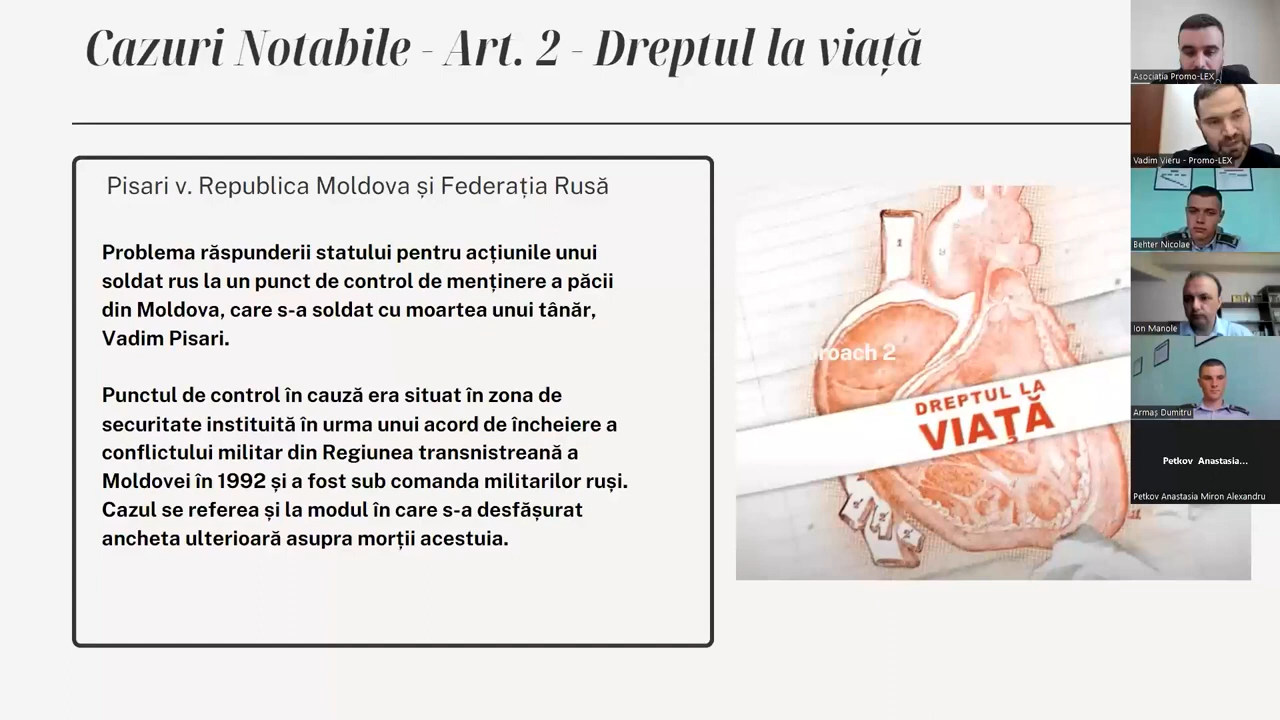 Cazuri Notabile - Art. 2 - Dreptul la viață
Pisari v. Republica Moldova și Federația Rusă
Problema răspunderii statului pentru acțiunile unui
soldat rus la un punct de control de menținere a păcii
din Moldova, care s-a soldat cu moartea unui tânăr,
Vadim Pisari.
Punctul de control în cauză era situat în zona de
securitate instituită în urma unui acord de încheiere a
conflictului militar din Regiunea transnistreană a
Moldovei în 1992 și a fost sub comanda militarilor ruși.
Cazul se referea și la modul în care s-a desfășurat
ancheta ulterioară asupra morții acestuia.
1
roach 2
DREPTUL LA
VIAȚĂ
Asociația Promo-LEX
Vadim Vieru - Promo-LEX
Behter Nicolae
Ion Manole
Armaș Dumitru
Petkov Anastasia...
Petkov Anastasia Miron Alexandru